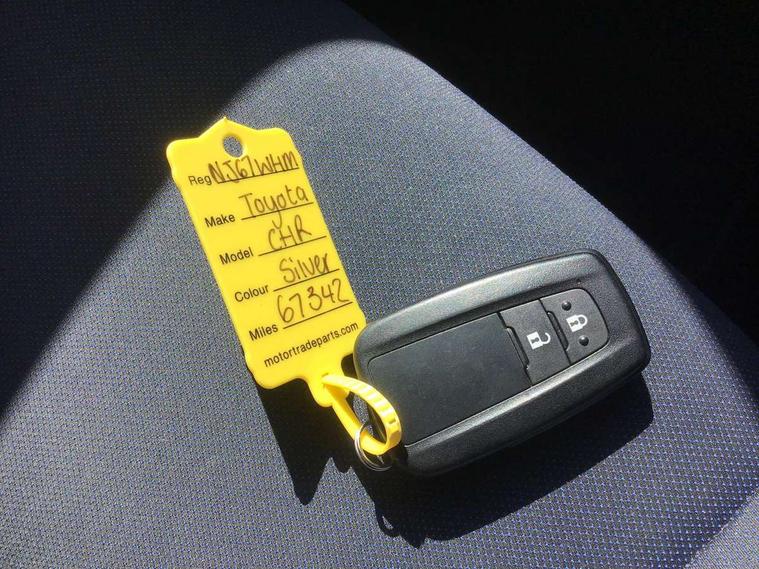 Reg NJ67WHM
Make Toyota
Model CHR
Colour Silver
Miles 67342
motortradeparts.com